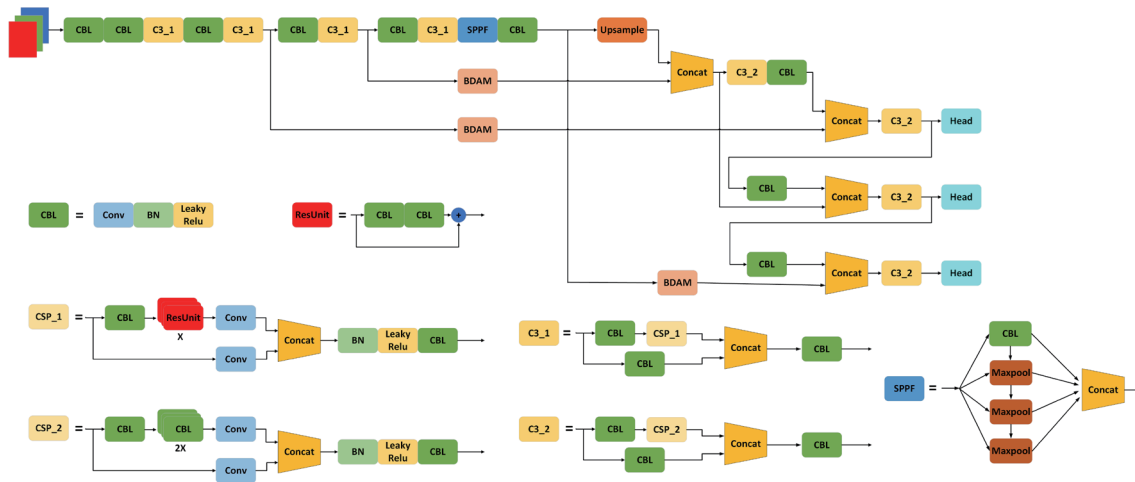 CBL CBL C3_1 CBL C3_1 CBL C3_1 CBL C3_1 SPPF CBL Upsample
BDAM Concat C3_2 CBL
BDAM Concat C3_2 Head
CBL Concat C3_2 Head
CBL = Conv BN Leaky Relu
ResUnit = CBL CBL +
CBL Concat C3_2 Head
BDAM
CSP_1 = CBL ResUnit Conv
X
Concat BN Leaky Relu CBL
Conv
C3_1 = CBL CSP_1
Concat CBL
CBL
SPPF = CBL
Maxpool
Maxpool
Maxpool
Concat
CSP_2 = CBL CBL Conv
2X
Concat BN Leaky Relu CBL
Conv
C3_2 = CBL CSP_2
Concat CBL
CBL